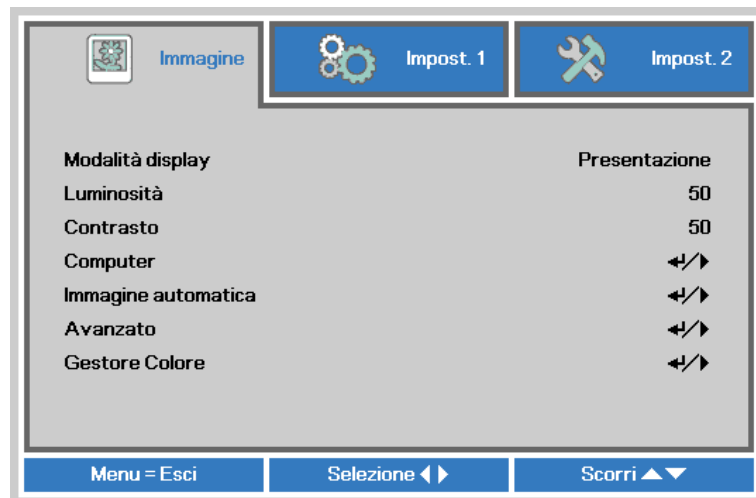 Immagine
Impost. 1
Impost. 2
Modalità display Presentazione
Luminosità 50
Contrasto 50
Computer ↵/▶
Immagine automatica ↵/▶
Avanzato ↵/▶
Gestore Colore ↵/▶
Menu = Esci
Selezione ◀▶
Scorri ▲▼